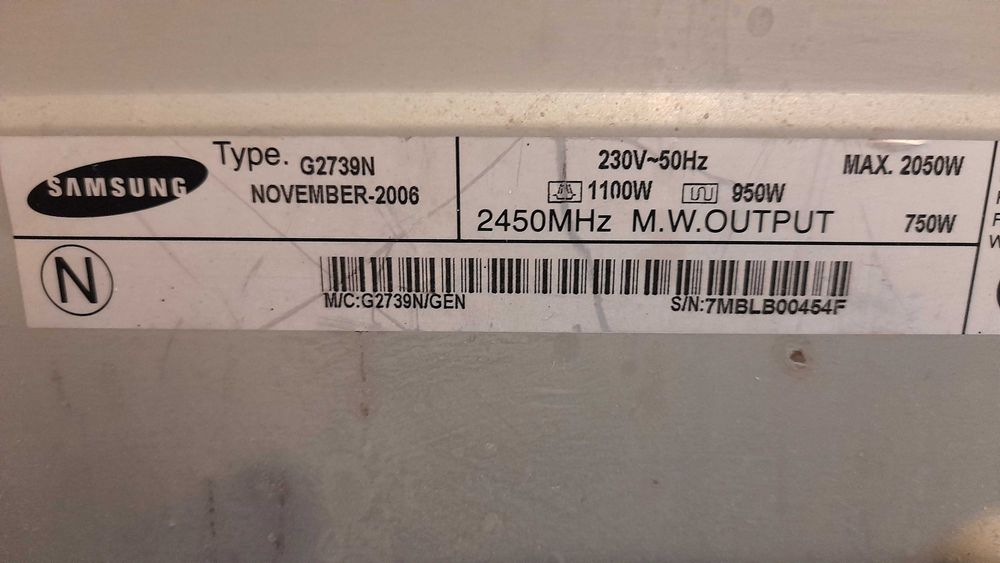 SAMSUNG
Type. G2739N
NOVEMBER-2006
230V~50Hz MAX. 2050W
1100W 950W
2450MHz M.W.OUTPUT 750W
N
M/C:G2739N/GEN S/N:7MBLB00454F